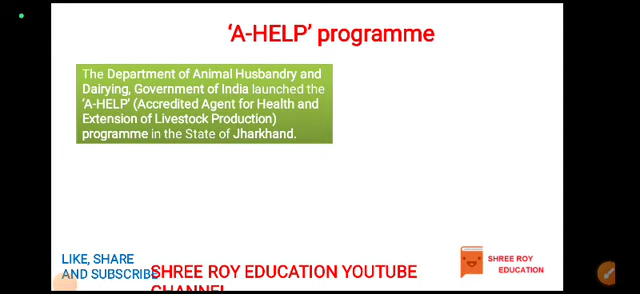 ‘A-HELP’ programme
The Department of Animal Husbandry and
Dairying, Government of India launched the
‘A-HELP’ (Accredited Agent for Health and
Extension of Livestock Production)
programme in the State of Jharkhand.
LIKE, SHARE
AND SUBSCRIBE
SHREE ROY EDUCATION YOUTUBE
CHANNEL
SHREE ROY
EDUCATION